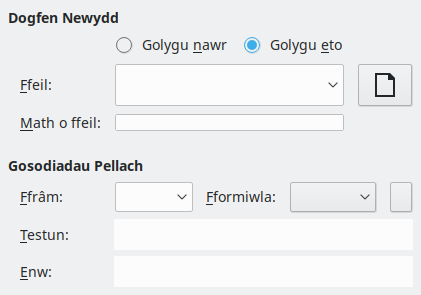 Dogfen Newydd
Golygu nawr Golygu eto
Ffeil:
Math o ffeil:
Gosodiadau Pellach
Ffrâm: Fformiwla:
Testun:
Enw: